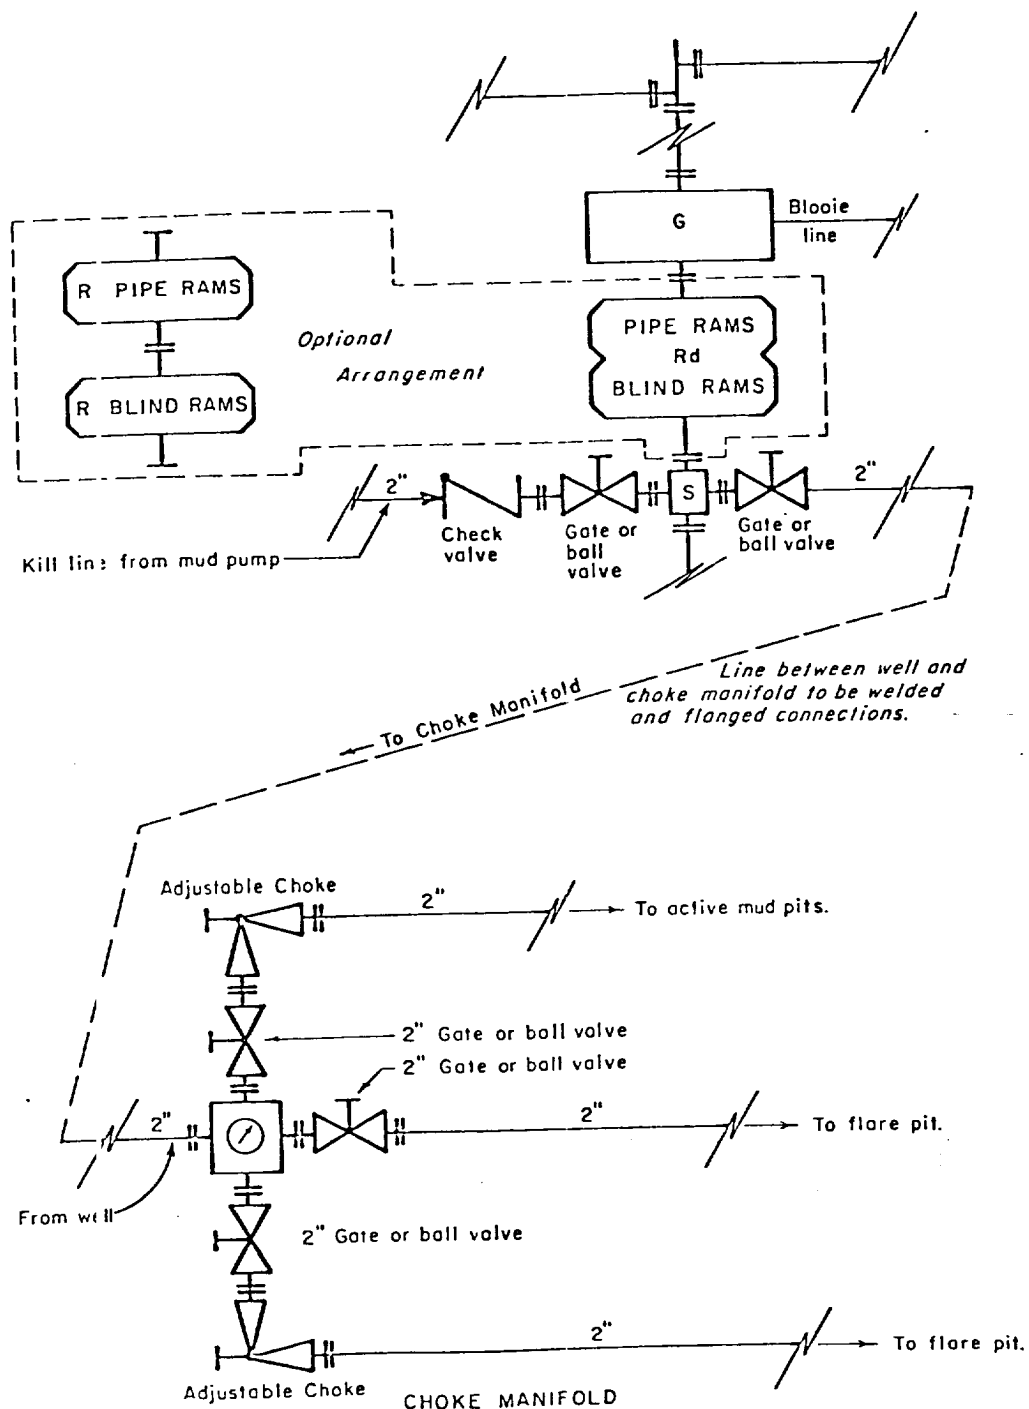 G
Blooie
line
R PIPE RAMS
R BLIND RAMS
Optional
Arrangement
PIPE RAMS
Rd
BLIND RAMS
2"
S
2"
Check
valve
Gate or
ball
valve
Gate or
ball valve
Kill line from mud pump
Line between well and
choke manifold to be welded
and flanged connections.
To Choke Manifold
Adjustable Choke
2"
To active mud pits.
2" Gate or ball valve
2" Gate or ball valve
2"
2"
To flare pit.
From well
2" Gate or ball valve
2"
To flare pit.
Adjustable Choke
CHOKE MANIFOLD